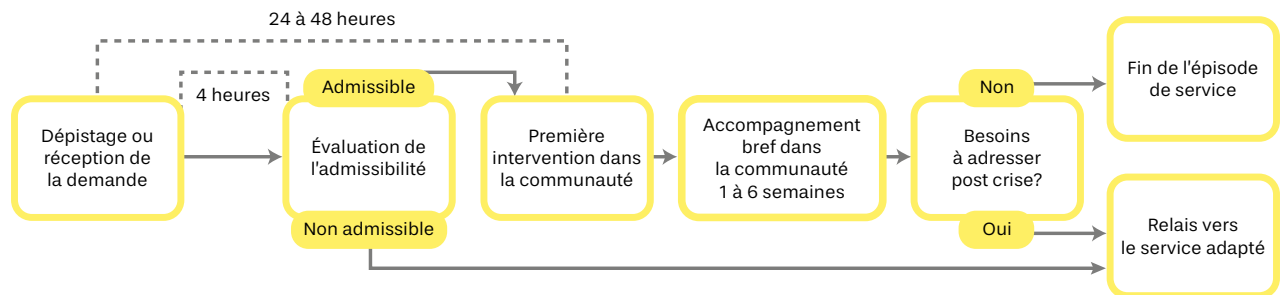 24 à 48 heures
4 heures
Dépistage ou
réception de
la demande
Admissible
Évaluation de
l'admissibilité
Non admissible
Première
intervention dans
la communauté
Accompagnement
bref dans
la communauté
1 à 6 semaines
Non
Besoins
à adresser
post crise?
Oui
Fin de l'épisode
de service
Relais vers
le service adapté